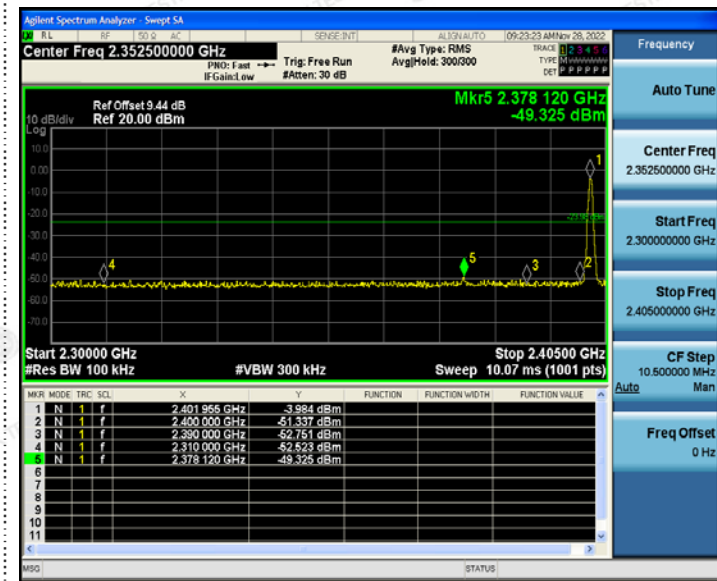 Agilent Spectrum Analyzer - Swept SA
RL RF 50 Ω AC SENSE:INT ALIGN AUTO 09:23:23 AM Nov 28, 2022
Center Freq 2.352500000 GHz
PNO: Fast
IFGain:Low
Trig: Free Run
#Atten: 30 dB
#Avg Type: RMS
Avg|Hold: 300/300
TRACE 1 2 3 4 5 6
TYPE M
DET P P P P P P
Frequency
Mkr5 2.378 120 GHz
-49.325 dBm
Ref Offset 9.44 dB
10 dB/div Ref 20.00 dBm
Log
10.0
0.00
-10.0
-20.0
-30.0
-40.0
-50.0
-60.0
-70.0
1
2
3
4
5
Start 2.30000 GHz Stop 2.40500 GHz
#Res BW 100 kHz #VBW 300 kHz Sweep 10.07 ms (1001 pts)
MKR MODE TRC SCL X Y FUNCTION FUNCTION WIDTH FUNCTION VALUE
1 N 1 f 2.401 955 GHz -3.984 dBm
2 N 1 f 2.400 000 GHz -51.337 dBm
3 N 1 f 2.390 000 GHz -52.751 dBm
4 N 1 f 2.310 000 GHz -52.523 dBm
5 N 1 f 2.378 120 GHz -49.325 dBm
6
7
8
9
10
11
MSG STATUS
Auto Tune
Center Freq
2.352500000 GHz
Start Freq
2.300000000 GHz
Stop Freq
2.405000000 GHz
CF Step
10.500000 MHz
Auto Man
Freq Offset
0 Hz